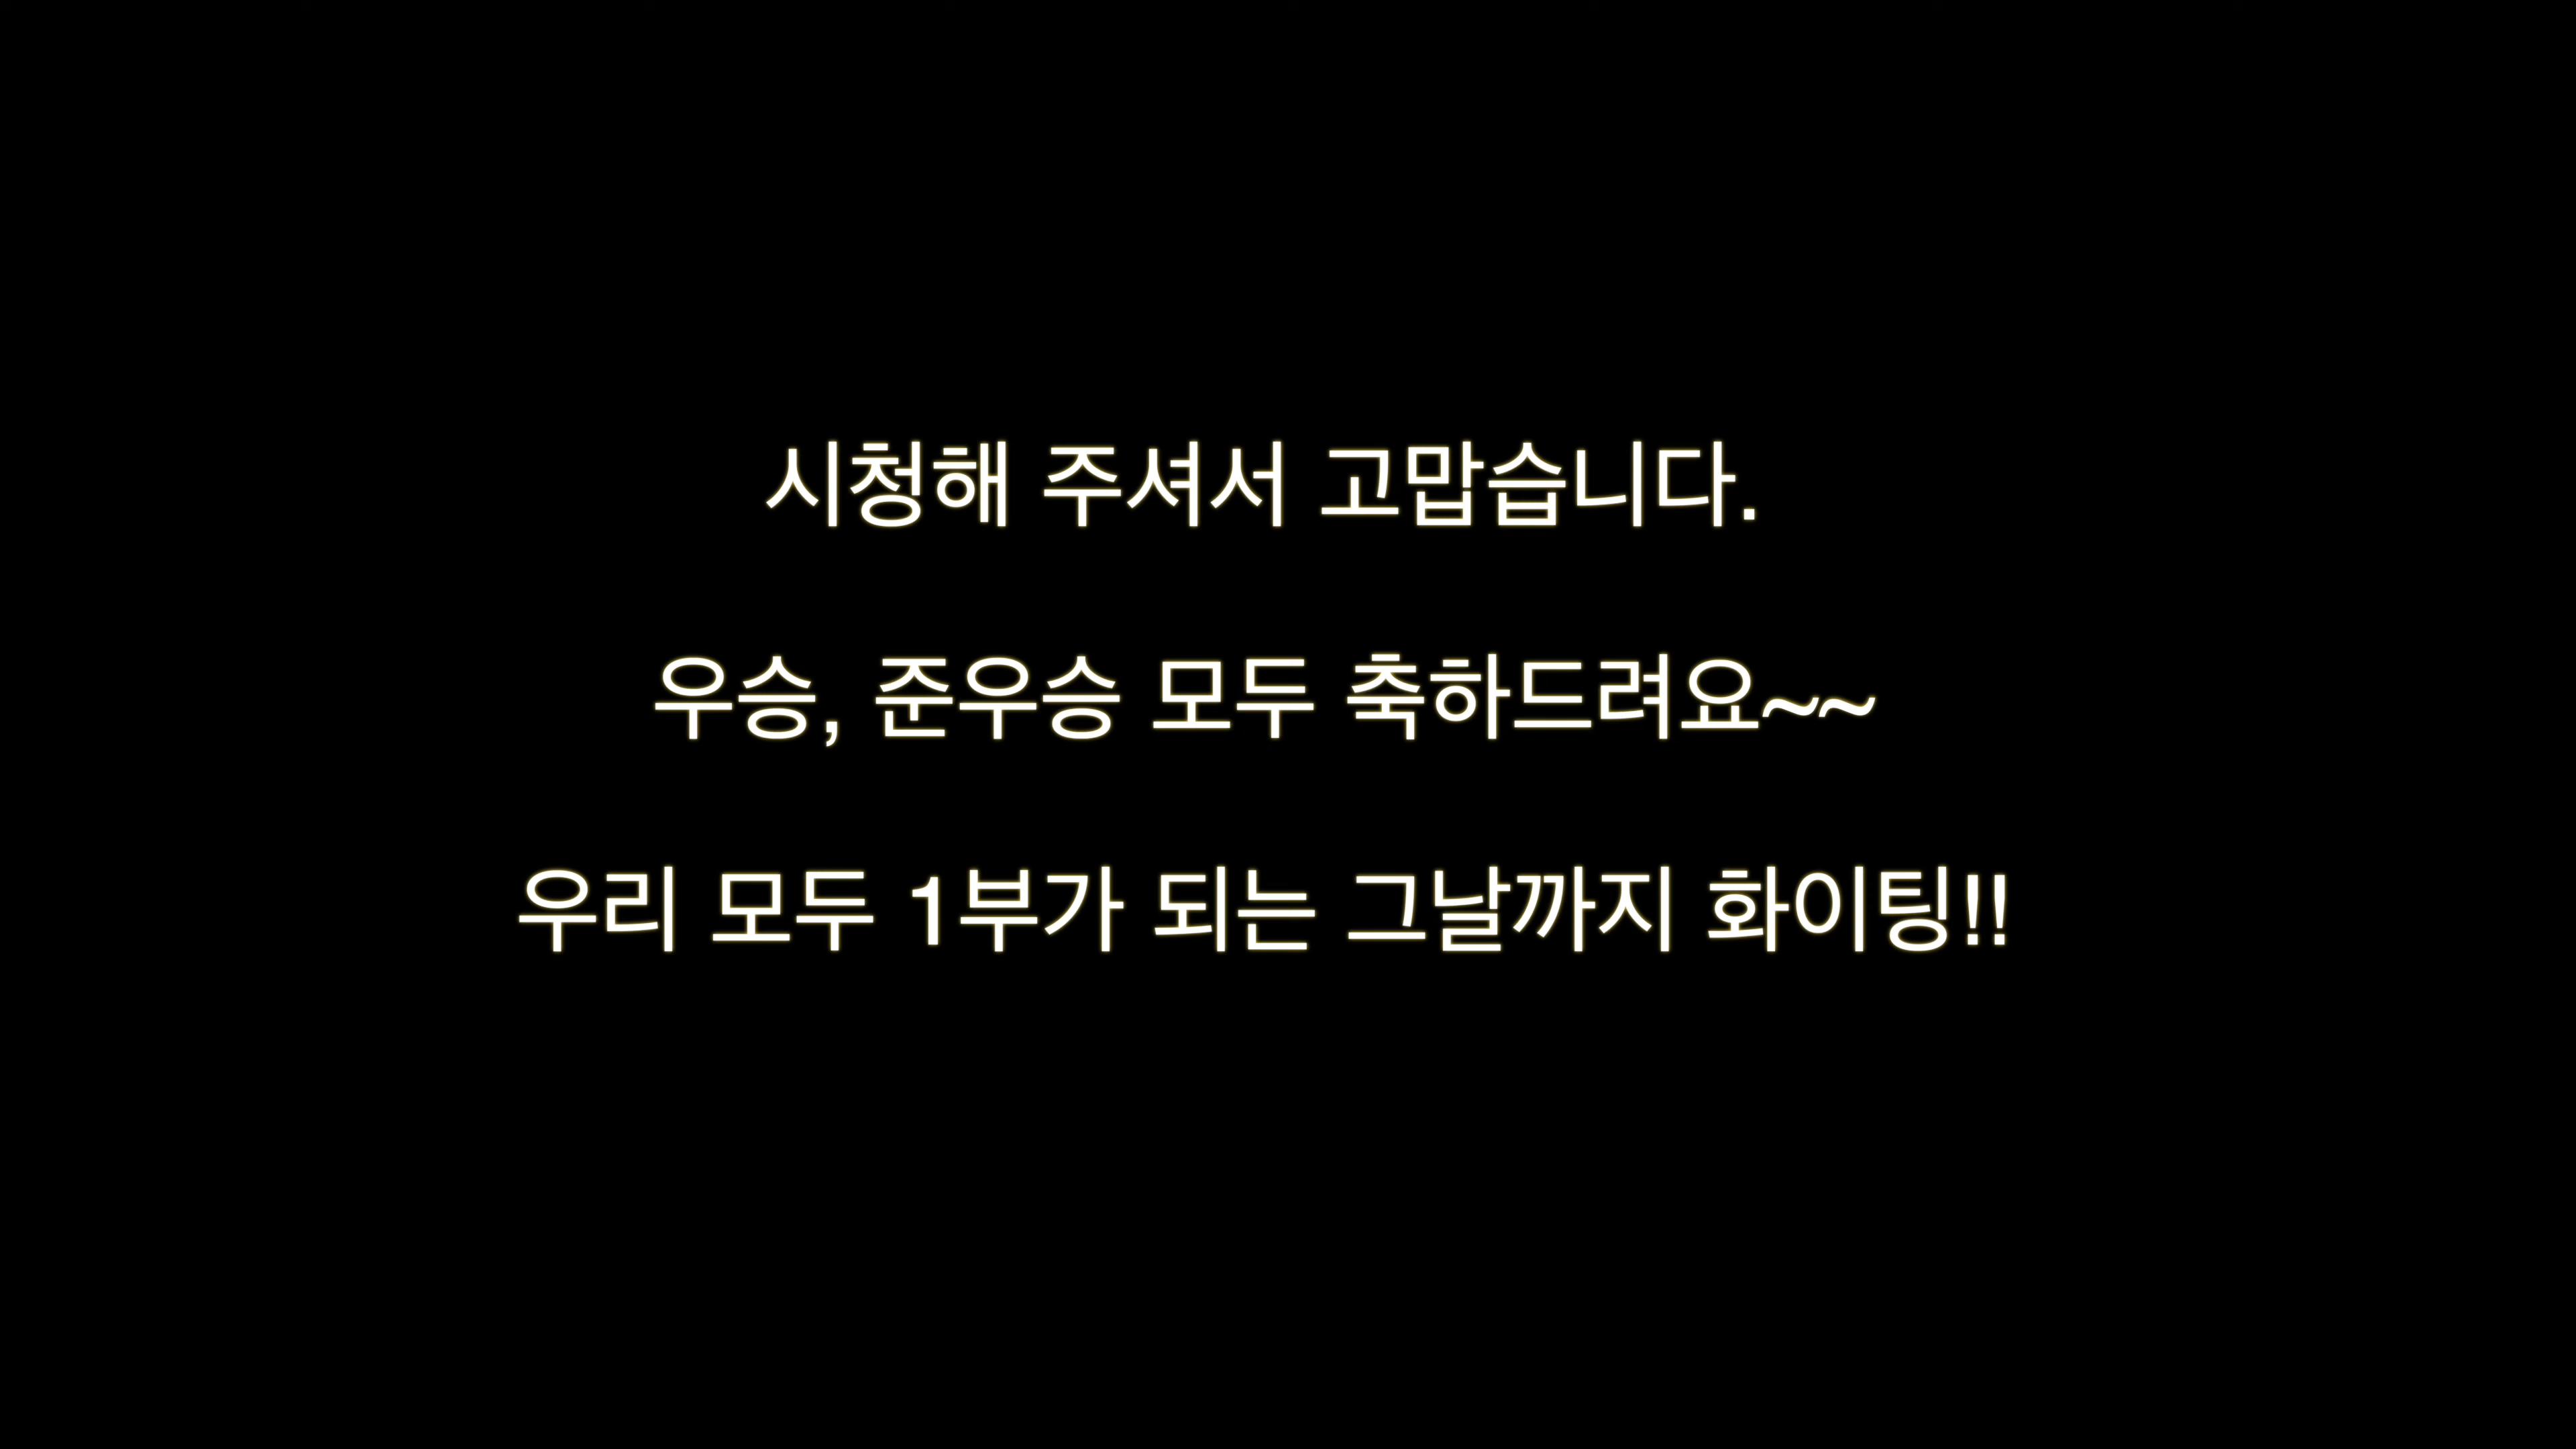 시청해 주셔서 고맙습니다.
우승, 준우승 모두 축하드려요~~
우리 모두 1부가 되는 그날까지 화이팅!!